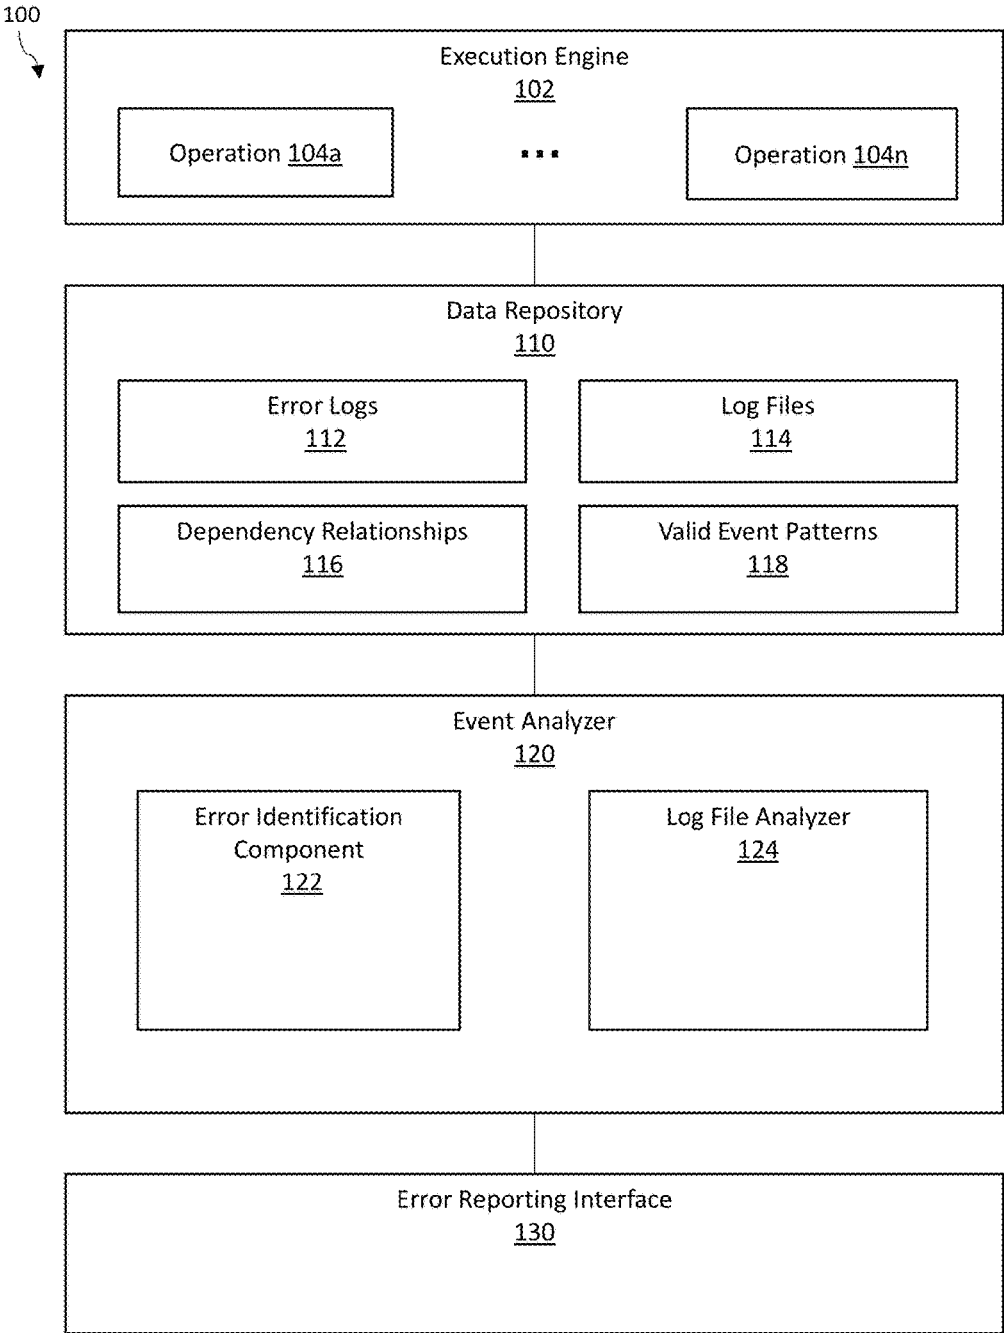 100
Execution Engine
102
Operation 104a
...
Operation 104n
Data Repository
110
Error Logs
112
Log Files
114
Dependency Relationships
116
Valid Event Patterns
118
Event Analyzer
120
Error Identification
Component
122
Log File Analyzer
124
Error Reporting Interface
130